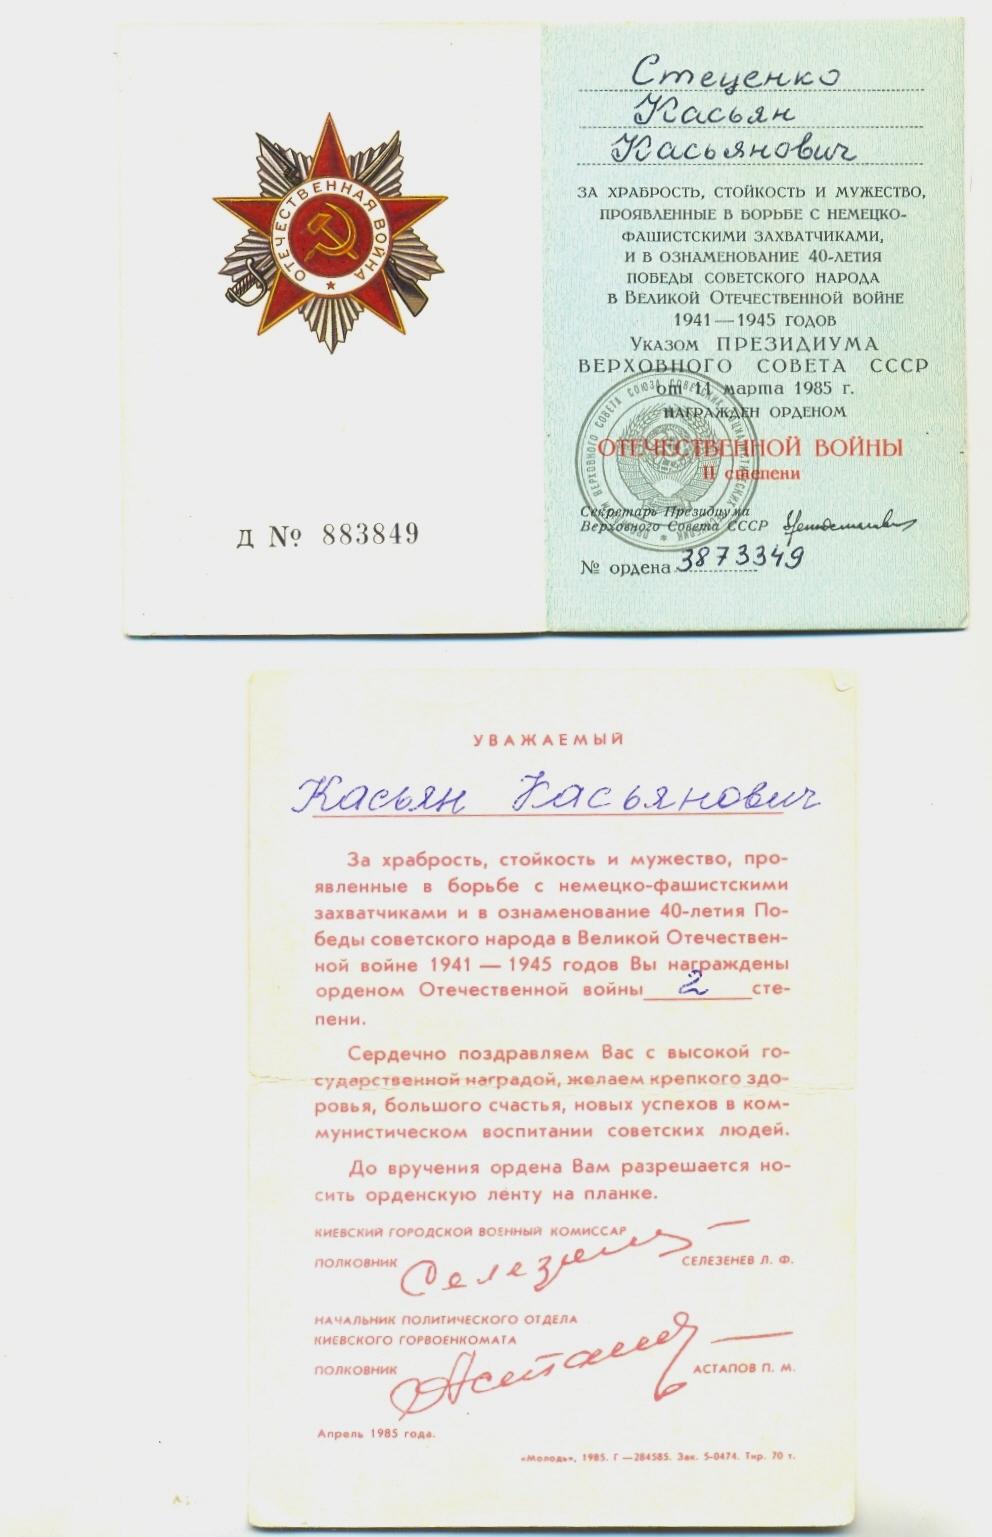 ОТЕЧЕСТВЕННАЯ ВОЙНА
Д № 883849
Стеценко
Касьян
Касьянович
ЗА ХРАБРОСТЬ, СТОЙКОСТЬ И МУЖЕСТВО,
ПРОЯВЛЕННЫЕ В БОРЬБЕ С НЕМЕЦКО-
ФАШИСТСКИМИ ЗАХВАТЧИКАМИ,
И В ОЗНАМЕНОВАНИЕ 40-ЛЕТИЯ
ПОБЕДЫ СОВЕТСКОГО НАРОДА
В ВЕЛИКОЙ ОТЕЧЕСТВЕННОЙ ВОЙНЕ
1941—1945 ГОДОВ
УКАЗОМ ПРЕЗИДИУМА
ВЕРХОВНОГО СОВЕТА СССР
от 11 марта 1985 г.
НАГРАЖДЕН ОРДЕНОМ
ОТЕЧЕСТВЕННОЙ ВОЙНЫ
II степени
Секретарь Президиума
Верховного Совета СССР
№ ордена 3873349
УВАЖАЕМЫЙ
Касьян Касьянович
За храбрость, стойкость и мужество, про-
явленные в борьбе с немецко-фашистскими
захватчиками и в ознаменование 40-летия По-
беды советского народа в Великой Отечествен-
ной войне 1941 — 1945 годов Вы награждены
орденом Отечественной войны 2 сте-
пени.
Сердечно поздравляем Вас с высокой го-
сударственной наградой, желаем крепкого здо-
ровья, большого счастья, новых успехов в ком-
мунистическом воспитании советских людей.
До вручения ордена Вам разрешается но-
сить орденскую ленту на планке.
КИЕВСКИЙ ГОРОДСКОЙ ВОЕННЫЙ КОМИССАР
ПОЛКОВНИК СЕЛЕЗЕНЕВ Л. Ф.
НАЧАЛЬНИК ПОЛИТИЧЕСКОГО ОТДЕЛА
КИЕВСКОГО ГОРВОЕНКОМАТА
ПОЛКОВНИК АСТАПОВ П. М.
Апрель 1985 года.
«Молодь», 1985. Г —284585. Зак. 5-0474. Тир. 70 т.